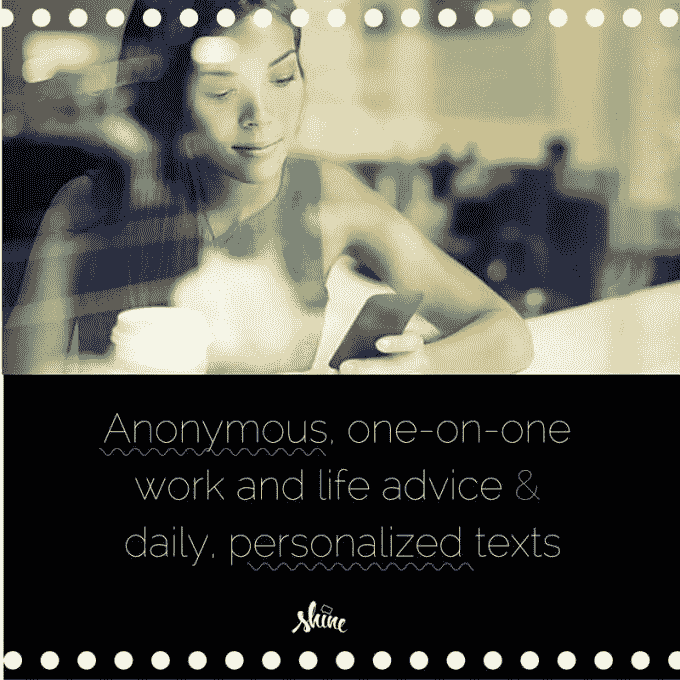 Anonymous, one-on-one
work and life advice &
daily, personalized texts
shine